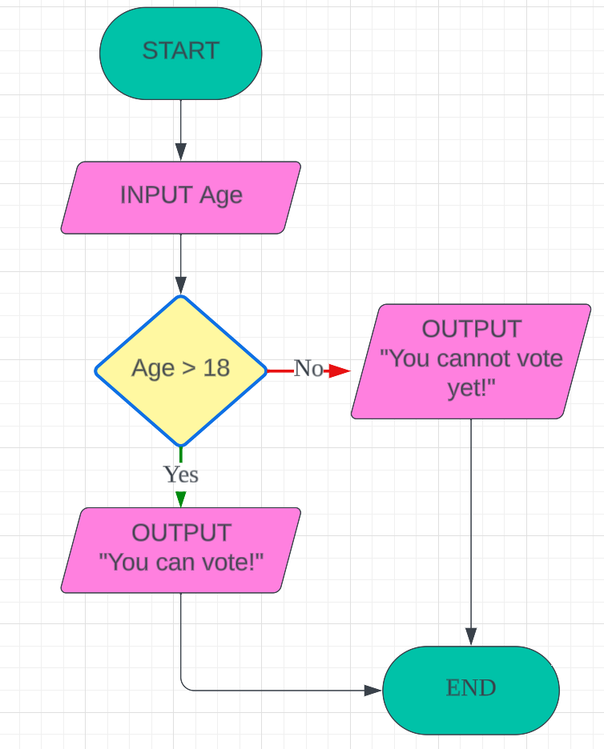 START
INPUT Age
Age > 18
No
OUTPUT
"You cannot vote
yet!"
Yes
OUTPUT
"You can vote!"
END